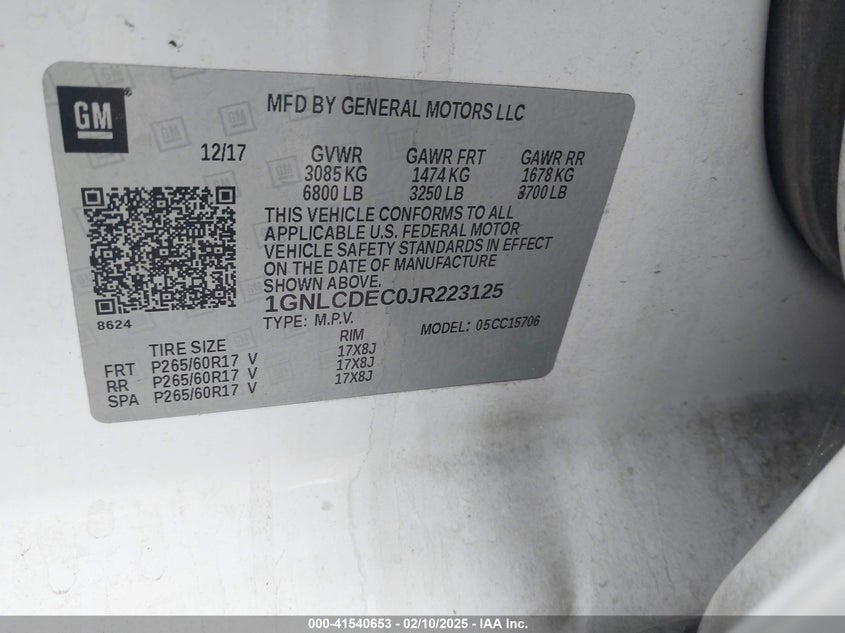 GM
MFD BY GENERAL MOTORS LLC
12/17 GVWR GAWR FRT GAWR RR
3085 KG 1474 KG 1678 KG
6800 LB 3250 LB 3700 LB
THIS VEHICLE CONFORMS TO ALL
APPLICABLE U.S. FEDERAL MOTOR
VEHICLE SAFETY STANDARDS IN EFFECT
ON THE DATE OF MANUFACTURE
SHOWN ABOVE.
1GNLCDEC0JR223125
8624
TYPE: M.P.V. MODEL: 05CC15706
TIRE SIZE RIM
FRT P265/60R17 V 17X8J
RR P265/60R17 V 17X8J
SPA P265/60R17 V 17X8J
000-41540653 - 02/10/2025 - IAA Inc.